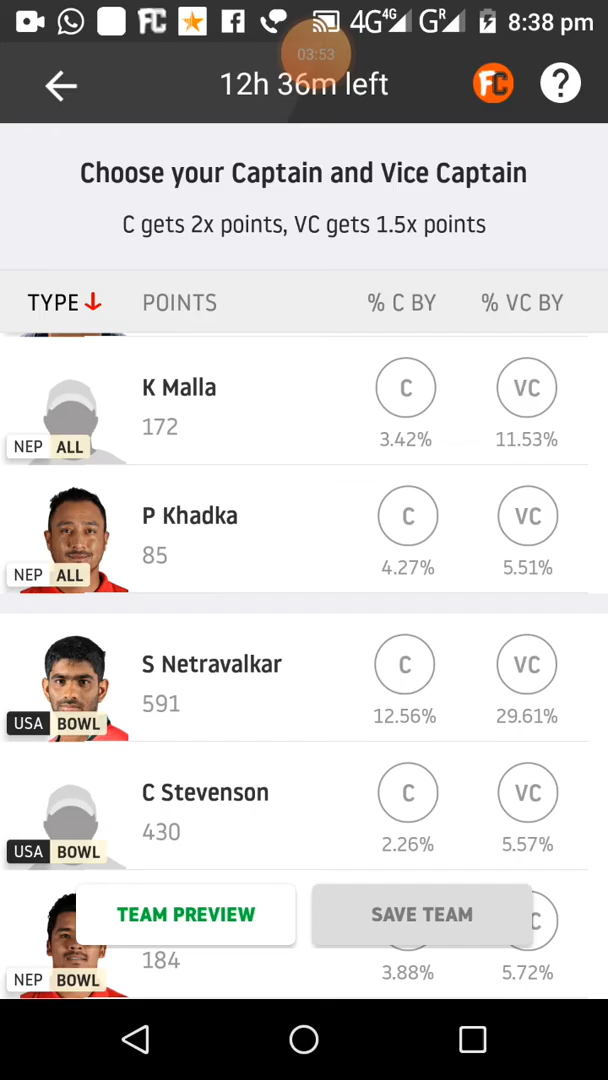 FC 4G 4G G R 8:38 pm
03:53
12h 36m left FC ?
Choose your Captain and Vice Captain
C gets 2x points, VC gets 1.5x points
TYPE POINTS % C BY % VC BY
K Malla C VC
172
3.42% 11.53%
NEP ALL
P Khadka C VC
85
4.27% 5.51%
NEP ALL
S Netravalkar C VC
591
12.56% 29.61%
USA BOWL
C Stevenson C VC
430
2.26% 5.57%
USA BOWL
TEAM PREVIEW SAVE TEAM C
184
3.88% 5.72%
NEP BOWL